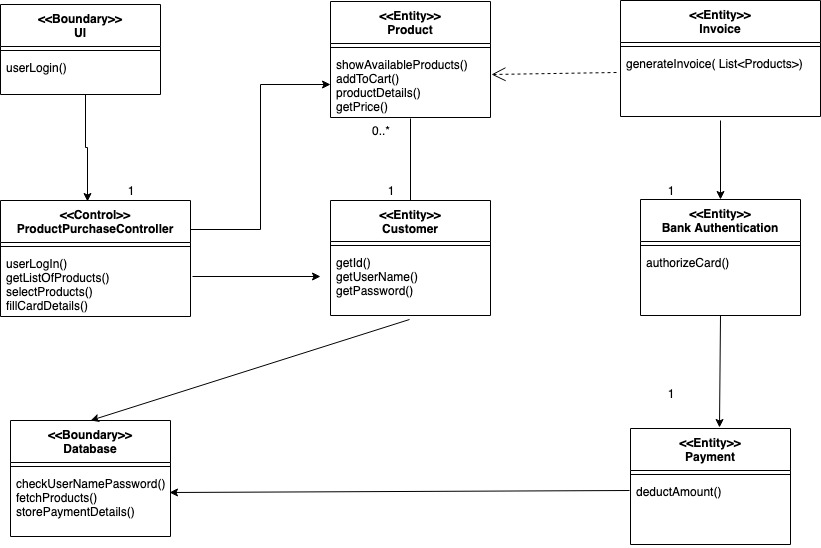 <<Boundary>>
UI
userLogin()
<<Entity>>
Product
showAvailableProducts()
addToCart()
productDetails()
getPrice()
<<Entity>>
Invoice
generateInvoice( List<Products>)
0..*
1
1
1
<<Control>>
ProductPurchaseController
userLogIn()
getListOfProducts()
selectProducts()
fillCardDetails()
<<Entity>>
Customer
getId()
getUserName()
getPassword()
<<Entity>>
Bank Authentication
authorizeCard()
1
<<Boundary>>
Database
checkUserNamePassword()
fetchProducts()
storePaymentDetails()
<<Entity>>
Payment
deductAmount()